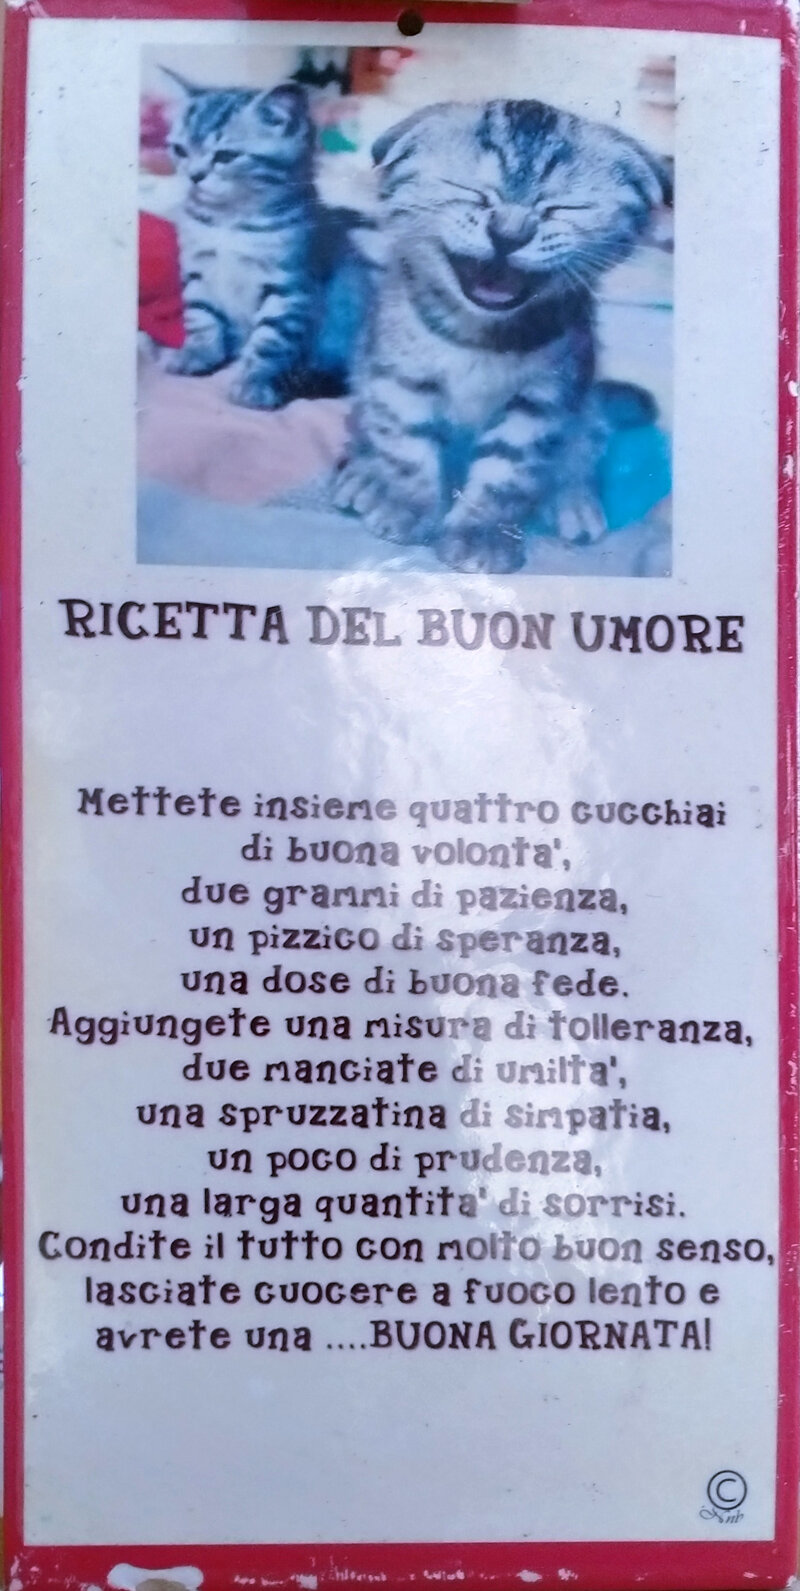 RICETTA DEL BUON UMORE
Mettete insieme quattro cucchiai
di buona volonta',
due grammi di pazienza,
un pizzico di speranza,
una dose di buona fede.
Aggiungete una misura di tolleranza,
due manciate di umilta',
una spruzzatina di simpatia,
un poco di prudenza,
una larga quantita' di sorrisi.
Condite il tutto con molto buon senso,
lasciate cuocere a fuoco lento e
avrete una ....BUONA GIORNATA!
©